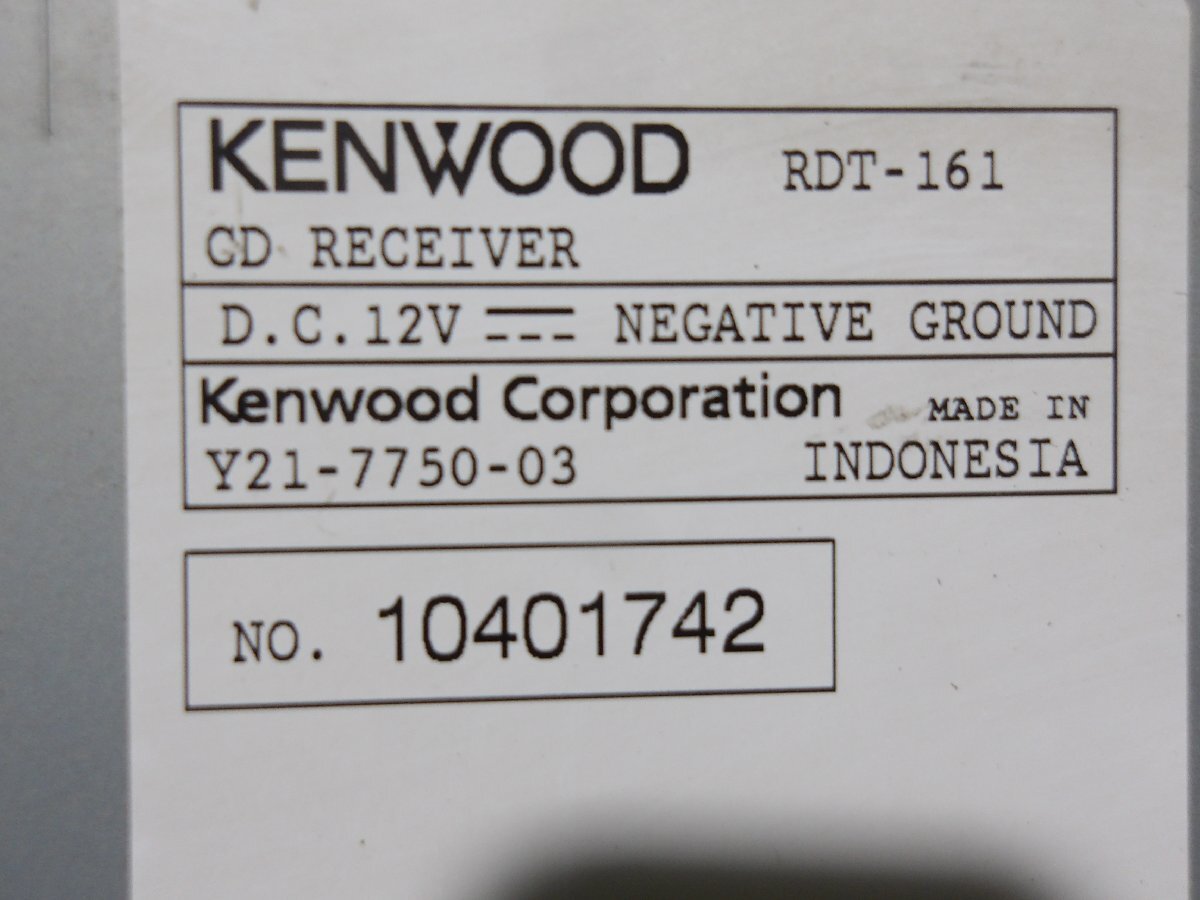 KENWOOD RDT-161
CD RECEIVER
D.C.12V NEGATIVE GROUND
Kenwood Corporation MADE IN
Y21-7750-03 INDONESIA
NO. 10401742